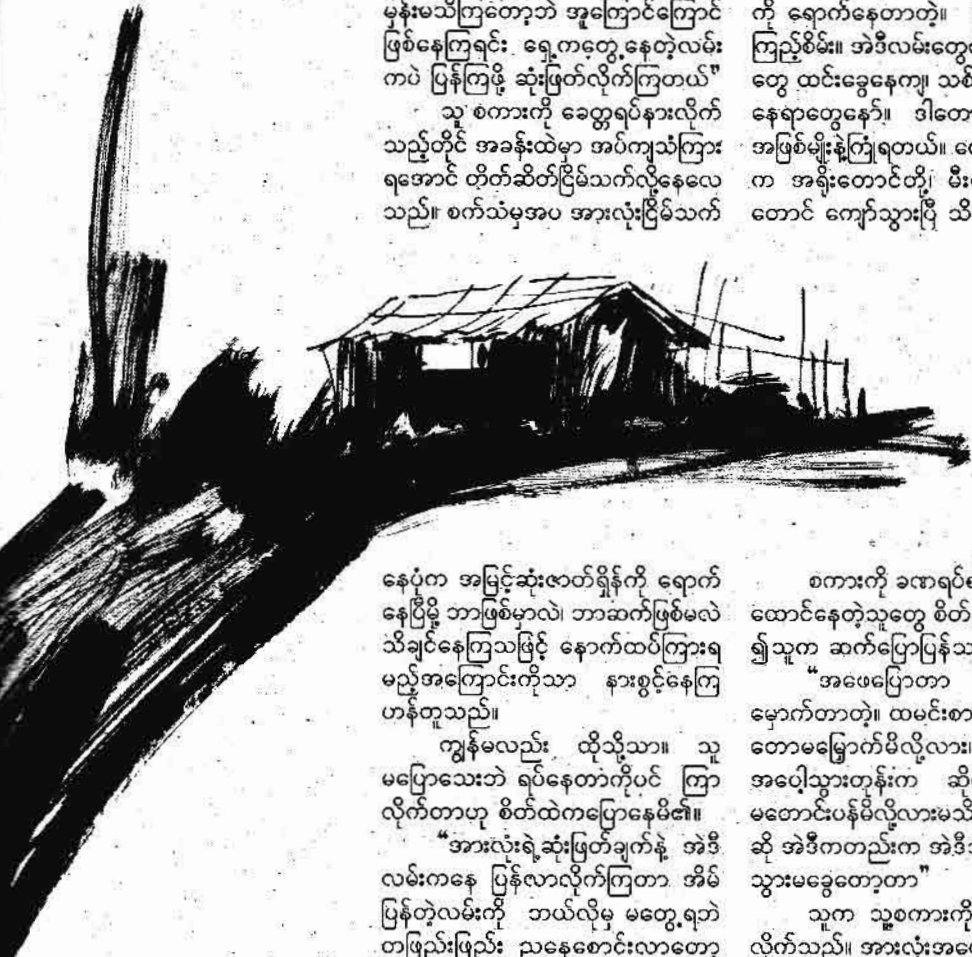 မှန်းမသိကြတော့ဘဲ အူကြောင်ကြောင်
ဖြစ်နေကြရင်း ရှေ့ကတွေ့နေတဲ့လမ်း
ကပဲ ပြန်ကြဖို့ ဆုံးဖြတ်လိုက်ကြတယ်"
သူ့စကားကို ခေတ္တရပ်နားလိုက်
သည့်တိုင် အခန်းထဲမှာ အပ်ကျသံကြား
ရအောင် တိုတ်ဆိတ်ငြိမ်သက်လို့နေလေ
သည်။ စက်သံမှအပ အားလုံးငြိမ်သက်
နေပုံက အမြင့်ဆုံးဇာတ်ရှိန်ကို ရောက်
နေပြီမို့ ဘာဖြစ်မှာလဲ၊ ဘာဆက်ဖြစ်မလဲ
သိချင်နေကြသဖြင့် နောက်ထပ်ကြားရ
မည့်အကြောင်းကိုသာ နားစွင့်နေကြ
ဟန်တူသည်။
ကျွန်မလည်း ထိုသို့သာ။ သူ
မပြောသေးဘဲ ရပ်နေတာကိုပင် ကြာ
လိုက်တာဟု စိတ်ထဲကပြောနေမိ၏။
"အားလုံးရဲ့ဆုံးဖြတ်ချက်နဲ့ အဲဒီ
လမ်းကနေ ပြန်လာလိုက်ကြတာ အိမ်
ပြန်တဲ့လမ်းကို ဘယ်လိုမှ မတွေ့ရဘဲ
တဖြည်းဖြည်း ညနေစောင်းလာတော့
ကို ရောက်နေတာတဲ့။
ကြည့်စိမ်း။ အဲဒီလမ်းတွေ
တွေ ထင်းခွေနေကျ။ သစ်
နေရာတွေနော်။ ဒါတော
အဖြစ်မျိုးနဲ့ကြုံရတယ်။
က အရိုးတောင်တို့၊ မီး
တောင် ကျော်သွားပြီ သိ
စကားကို ခဏရပ်
ထောင်နေတဲ့သူတွေ စိတ်
၍သူက ဆက်ပြောပြန်သ
"အဖေပြောတာ
မှောက်တာတဲ့။ ထမင်းစား
တောမမြှောက်မိလို့လား၊
အပေါ့သွားတုန်းက ဆို
မတောင်းပန်မိလို့လားမသိ
ဆို အဲဒီကတည်းက အဲဒီ
သွားမခွေတော့တာ"
သူက သူ့စကားကို
လိုက်သည်။ အားလုံးအ